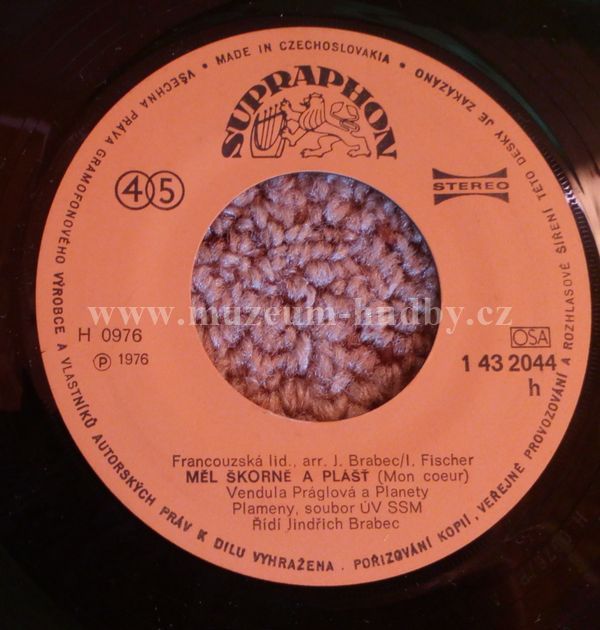 VŠECHNA PRÁVA GRAMOFONOVÉHO VÝROBCE A VLASTNÍKŮ AUTORSKÝCH PRÁV K DÍLU VYHRAŽENA. POŘIZOVÁNÍ KOPIÍ, VEŘEJNÉ PROVOZOVÁNÍ A ROZHLASOVÉ ŠÍŘENÍ TÉTO DESKY JE ZAKÁZÁNO • MADE IN CZECHOSLOVAKIA •
SUPRAPHON
45
STEREO
www.muzeum-hudby.cz
H 0976
Ⓟ 1976
OSA
1 43 2044
h
Francouzská lid., arr. J. Brabec/I. Fischer
MĚL ŠKORNĚ A PLÁŠŤ (Mon coeur)
Vendula Práglová a Planety
Plameny, soubor ÚV SSM
Řídí Jindřich Brabec